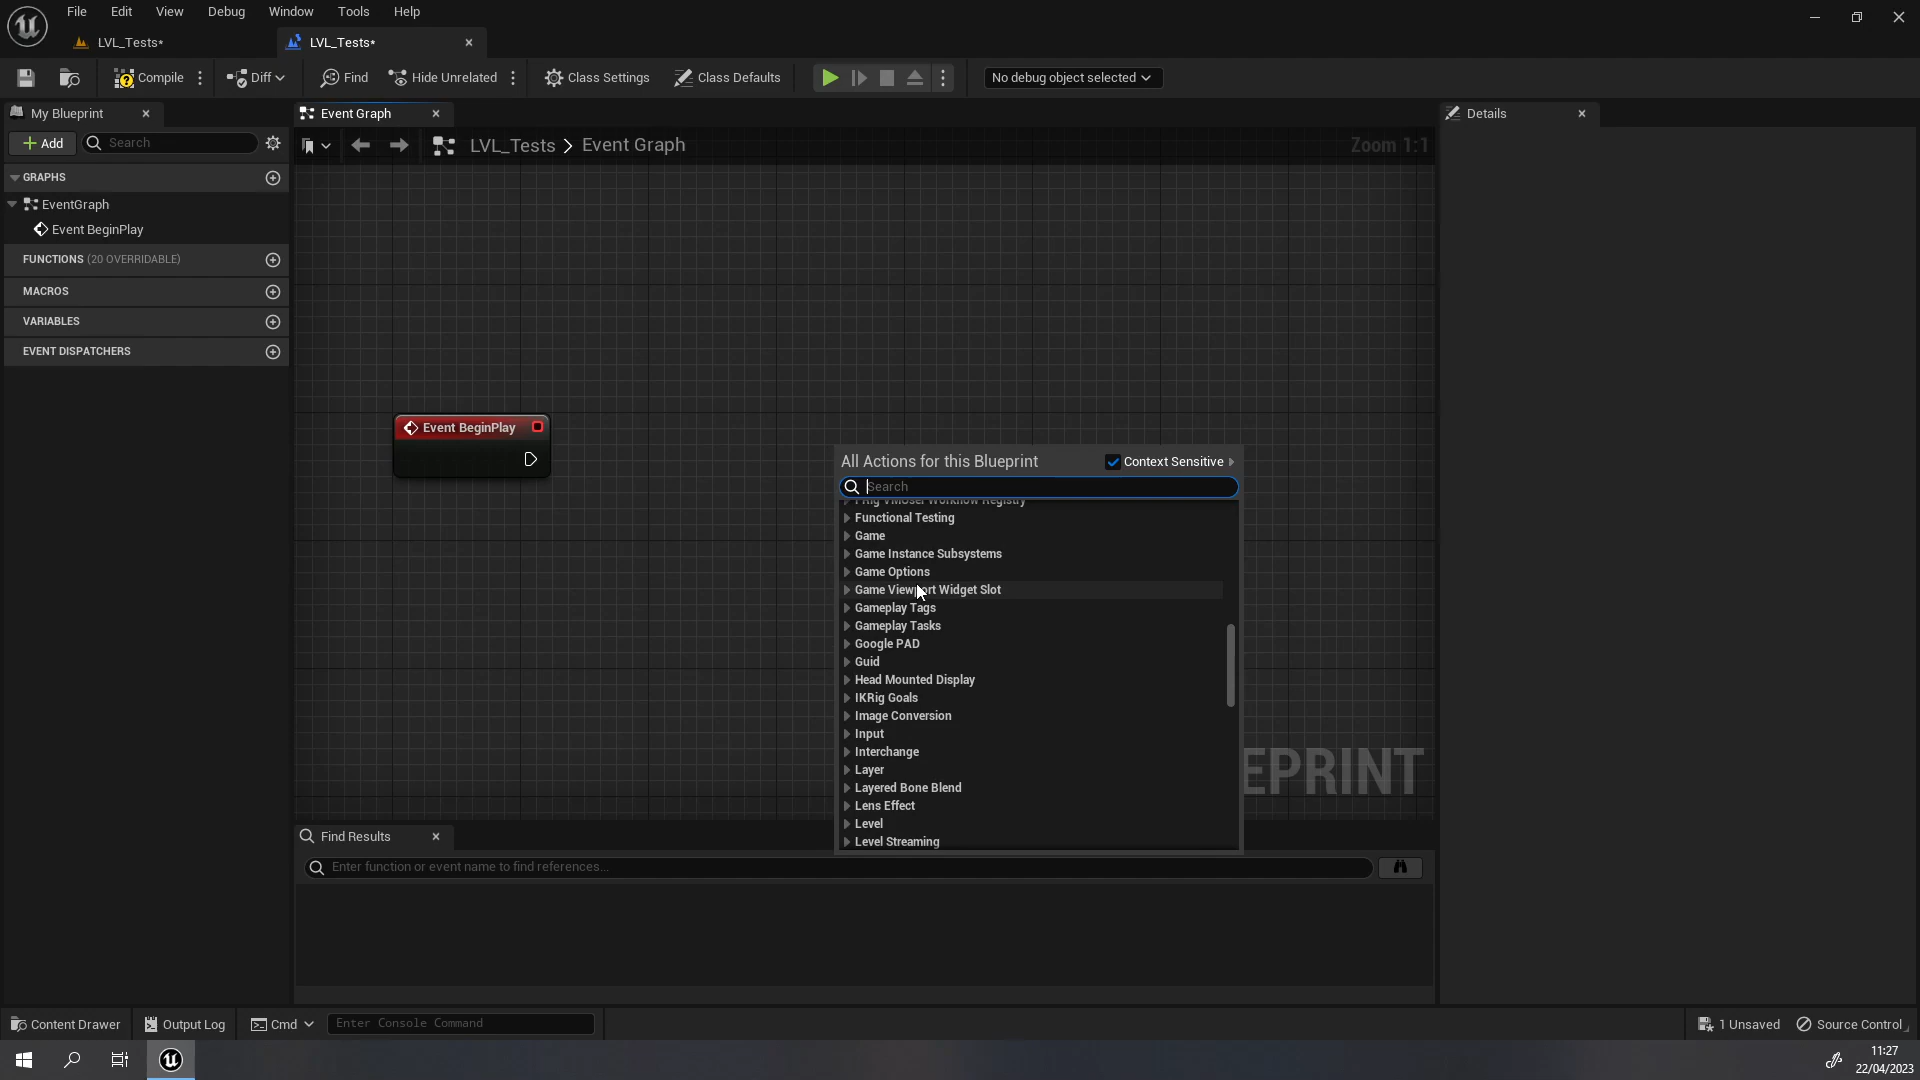 File Edit View Debug Window Tools Help
LVL_Tests* LVL_Tests*
Compile Diff Find Hide Unrelated Class Settings Class Defaults No debug object selected
My Blueprint Event Graph Details
Add Search LVL_Tests > Event Graph Zoom 1:1
GRAPHS
EventGraph
Event BeginPlay
FUNCTIONS (20 OVERRIDABLE)
MACROS
VARIABLES
EVENT DISPATCHERS
Event BeginPlay
All Actions for this Blueprint Context Sensitive
Search
Functional Testing
Game
Game Instance Subsystems
Game Options
Game Viewport Widget Slot
Gameplay Tags
Gameplay Tasks
Google PAD
Guid
Head Mounted Display
IKRig Goals
Image Conversion
Input
Interchange
Layer
Layered Bone Blend
Lens Effect
Level
Level Streaming
EPRINT
Find Results
Enter function or event name to find references...
Content Drawer Output Log Cmd Enter Console Command 1 Unsaved Source Control
11:27
22/04/2023